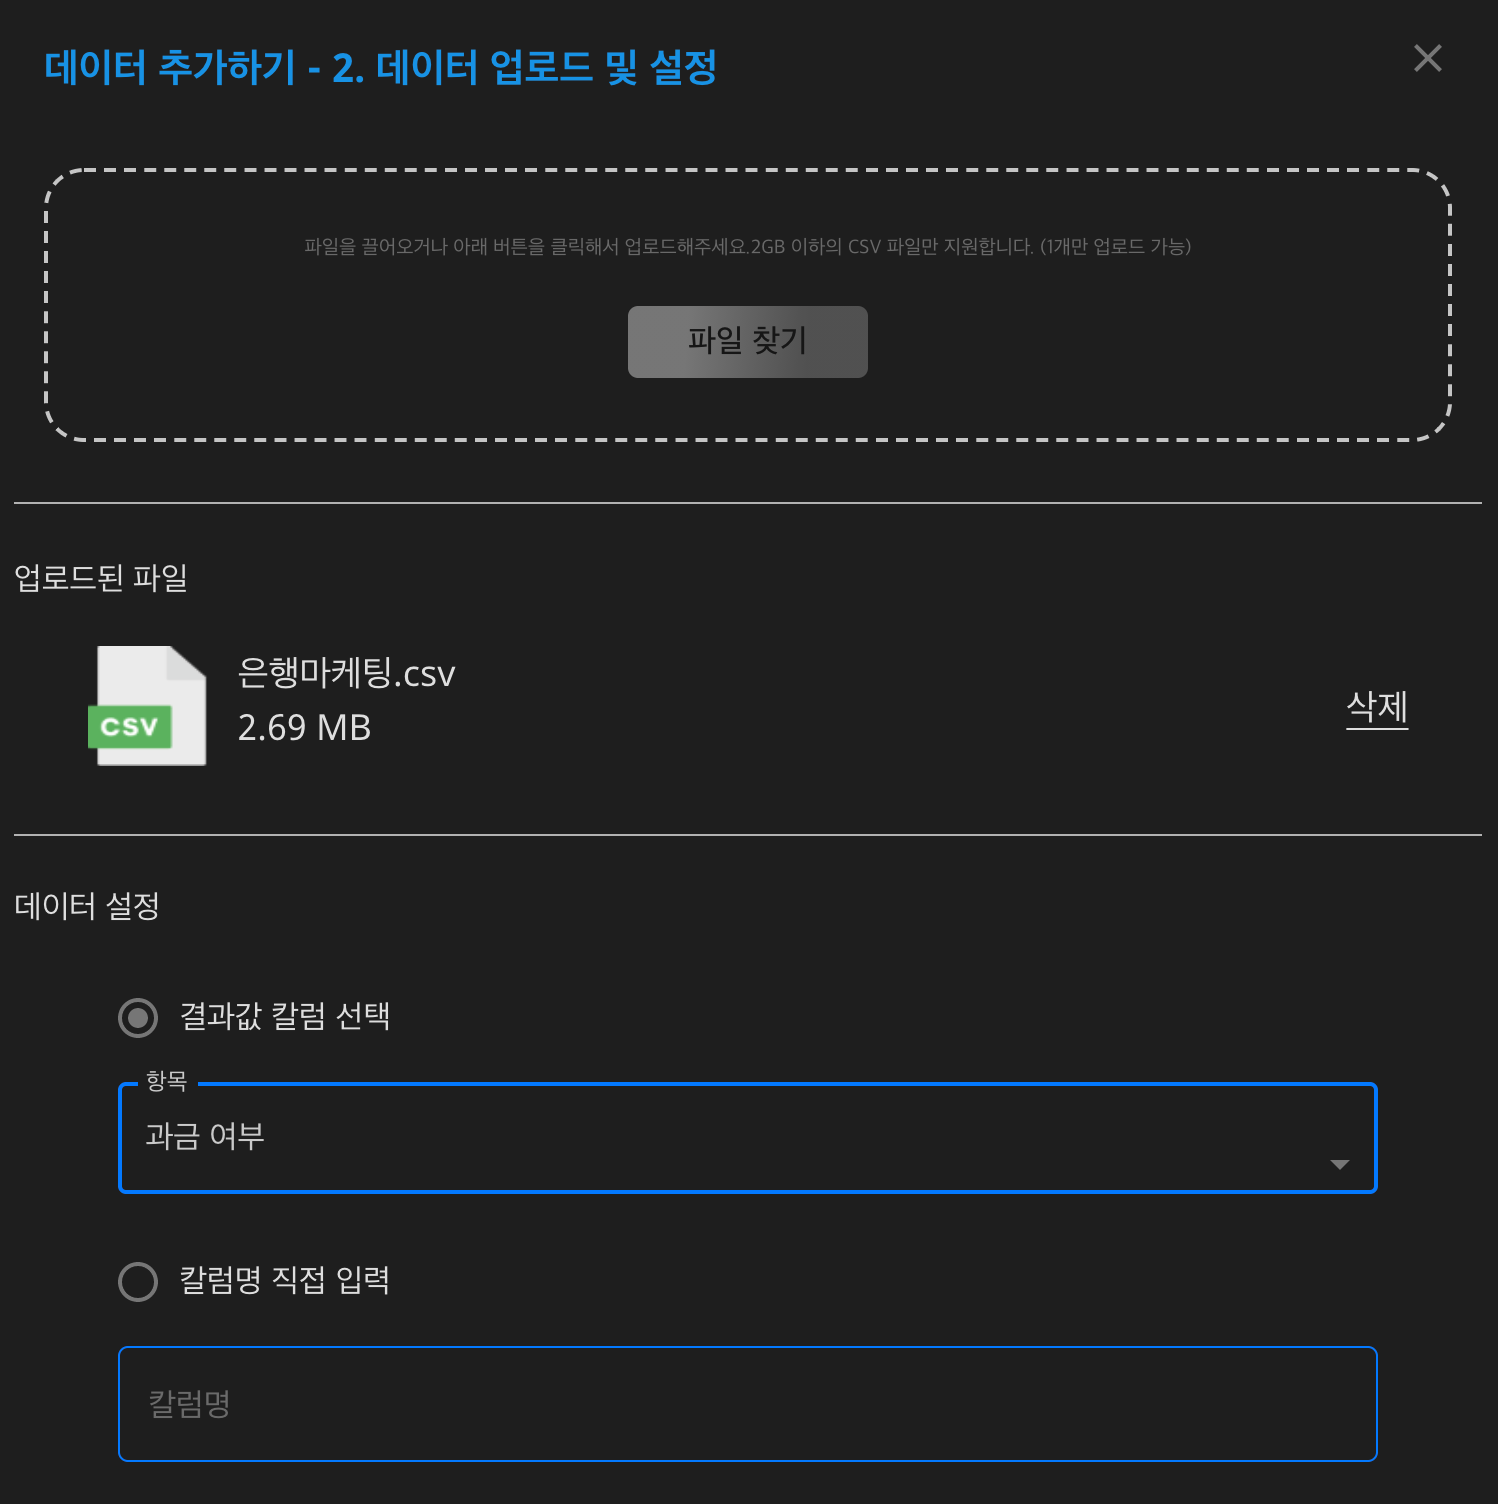 데이터 추가하기 - 2. 데이터 업로드 및 설정
파일을 끌어오거나 아래 버튼을 클릭해서 업로드해주세요.2GB 이하의 CSV 파일만 지원합니다. (1개만 업로드 가능)
파일 찾기
업로드된 파일
CSV
은행마케팅.csv
2.69 MB
삭제
데이터 설정
결과값 칼럼 선택
항목
과금 여부
칼럼명 직접 입력
칼럼명